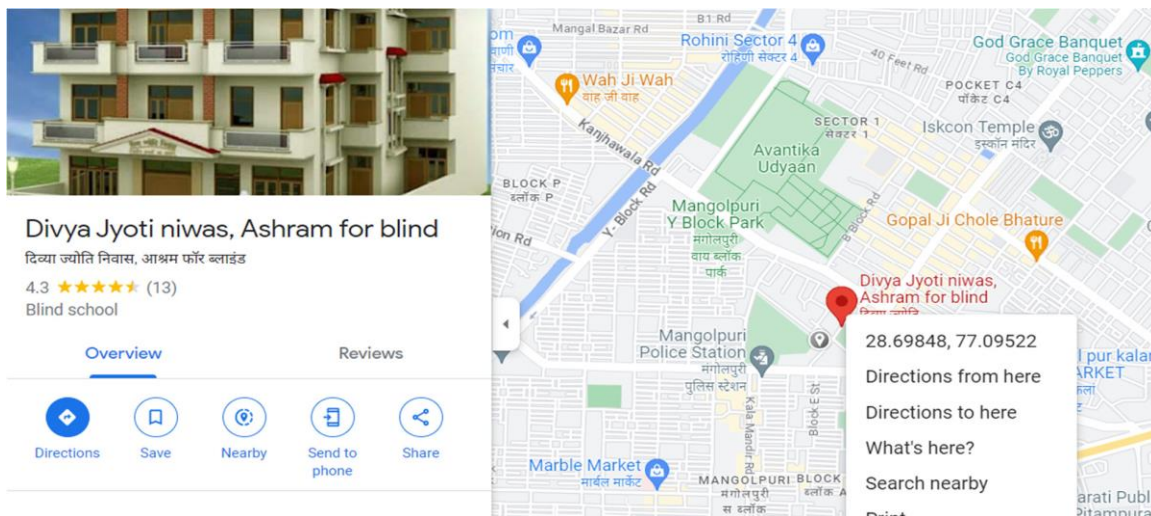 Divya Jyoti niwas, Ashram for blind
दिव्या ज्योति निवास, आश्रम फॉर ब्लाइंड
4.3
(13)
Blind school
Overview
Reviews
Directions
Save
Nearby
Send to
phone
Share
Mangal Bazar Rd
B1 Rd
Rohini Sector 4
रोहिणी सेक्टर 4
40 Feet Rd
God Grace Banquet
God Grace Banquet
By Royal Peppers
Wah Ji Wah
वाह जी वाह
POCKET C4
पॉकेट C4
SECTOR 1
सेक्टर 1
Iskcon Temple
इस्कॉन मंदिर
Kanjhawala Rd
Avantika
Udyaan
BLOCK P
ब्लॉक P
Y- Block Rd
Mangolpuri
Y Block Park
मंगोलपुरी
वाय ब्लॉक
पार्क
B Block Rd
Gopal Ji Chole Bhature
Divya Jyoti niwas,
Ashram for blind
Mangolpuri
Police Station
मंगोलपुरी
पुलिस स्टेशन
28.69848, 77.09522
Directions from here
Directions to here
What's here?
Search nearby
Print
Block E St
Kala Mandir Rd
Marble Market
मार्बल मार्केट
MANGOLPURI
मंगोलपुरी
स ब्लॉक
BLOCK
ब्लॉक